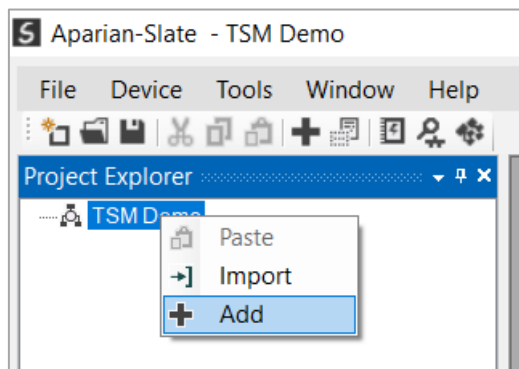 S Aparian-Slate - TSM Demo
File Device Tools Window Help
Project Explorer
TSM Demo
Paste
Import
Add